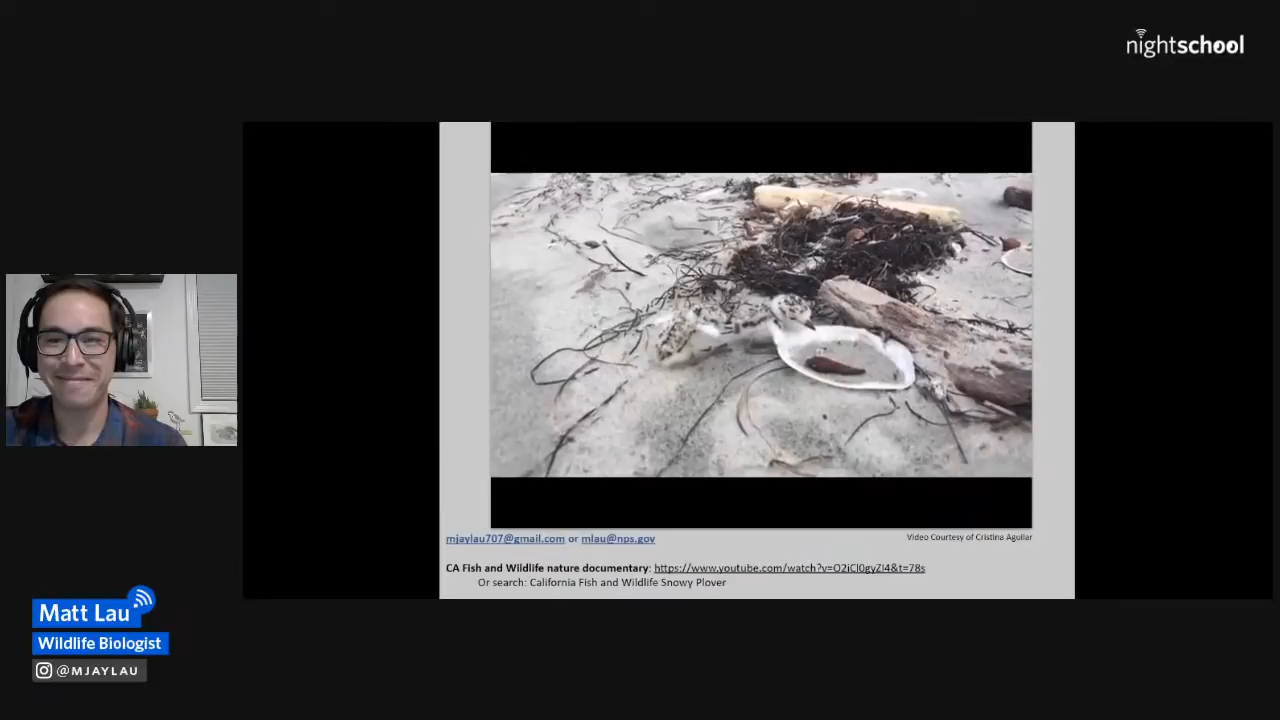 nightschool
mjaylau707@gmail.com or mlau@nps.gov
Video Courtesy of Cristina Aguilar
CA Fish and Wildlife nature documentary: https://www.youtube.com/watch?v=O2iCl0gyZI4&t=78s
Or search: California Fish and Wildlife Snowy Plover
Matt Lau
Wildlife Biologist
@MJAYLAU